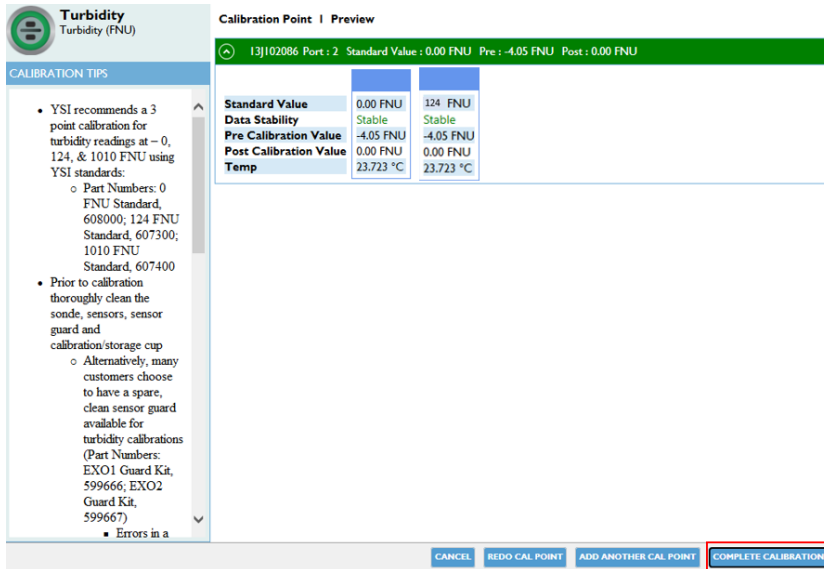 Turbidity
Turbidity (FNU)
CALIBRATION TIPS
• YSI recommends a 3
point calibration for
turbidity readings at – 0,
124, & 1010 FNU using
YSI standards:
o Part Numbers: 0
FNU Standard,
608000; 124 FNU
Standard, 607300;
1010 FNU
Standard, 607400
• Prior to calibration
thoroughly clean the
sonde, sensors, sensor
guard and
calibration/storage cup
o Alternatively, many
customers choose
to have a spare,
clean sensor guard
available for
turbidity calibrations
(Part Numbers:
EXO1 Guard Kit,
599666; EXO2
Guard Kit,
599667)
▪ Errors in a
Calibration Point | Preview
13J102086 Port : 2 Standard Value : 0.00 FNU Pre : -4.05 FNU Post : 0.00 FNU
Standard Value 0.00 FNU 124 FNU
Data Stability Stable Stable
Pre Calibration Value -4.05 FNU -4.05 FNU
Post Calibration Value 0.00 FNU 0.00 FNU
Temp 23.723 °C 23.723 °C
CANCEL REDO CAL POINT ADD ANOTHER CAL POINT COMPLETE CALIBRATION